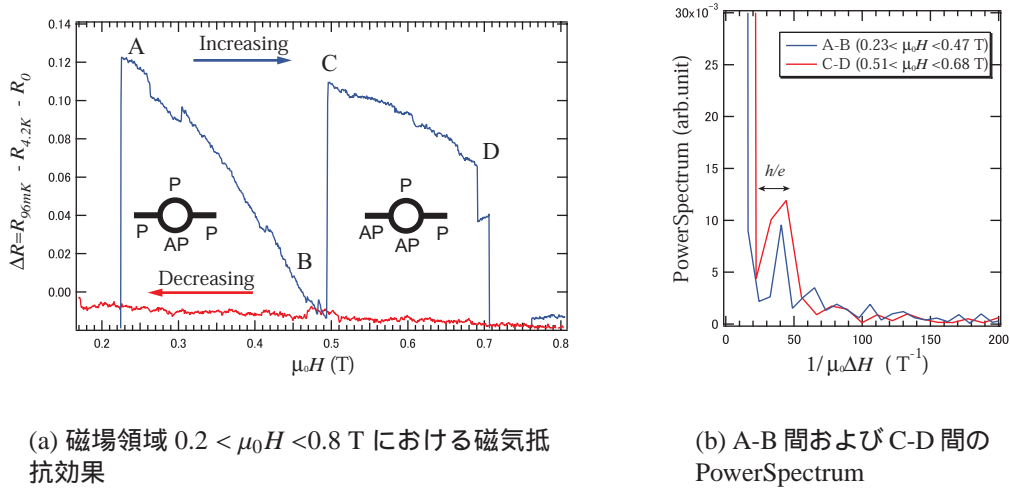 0.14
0.12
0.10
0.08
0.06
0.04
0.02
0.00
ΔR=R96mK - R4.2K - R0
A
Increasing
C
D
P
P
P
AP
AP
P
AP
P
B
Decreasing
0.2
0.3
0.4
0.5
0.6
0.7
0.8
μ₀H (T)
30x10⁻³
25
20
15
10
5
0
PowerSpectrum (arb.unit)
A-B (0.23< μ₀H <0.47 T)
C-D (0.51< μ₀H <0.68 T)
h/e
0
50
100
150
200
1/ μ₀ΔH ( T⁻¹)
(a) 磁場領域 0.2 < μ₀H <0.8 T における磁気抵
抗効果
(b) A-B 間および C-D 間の
PowerSpectrum